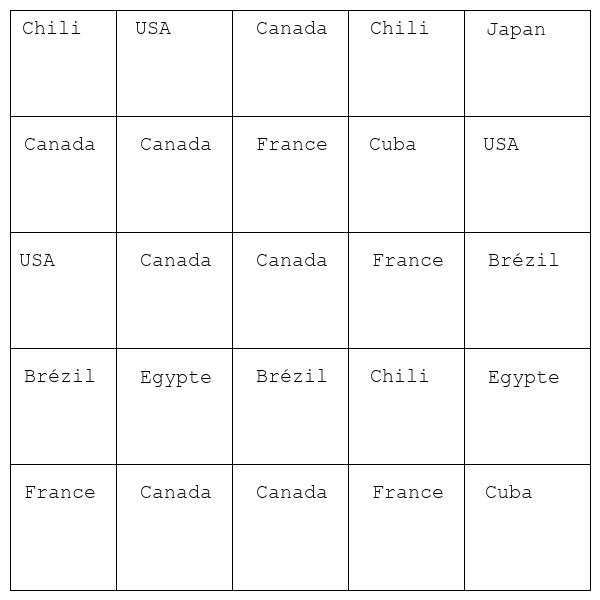 Chili USA Canada Chili Japan
Canada Canada France Cuba USA
USA Canada Canada France Brézil
Brézil Egypte Brézil Chili Egypte
France Canada Canada France Cuba